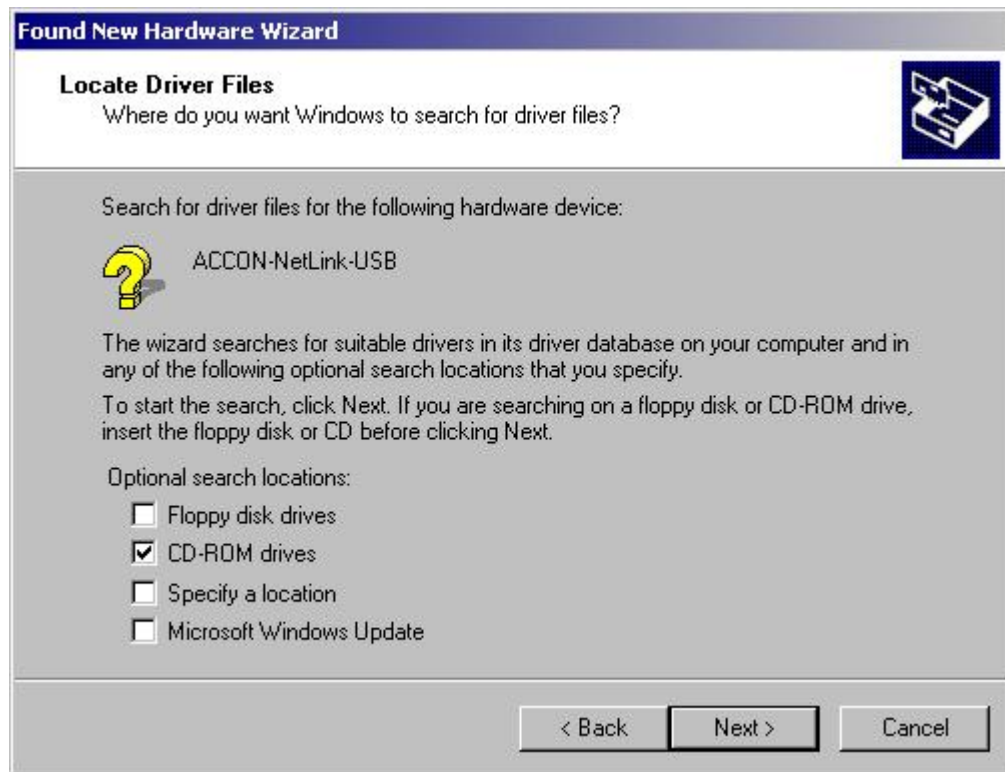 Found New Hardware Wizard
Locate Driver Files
Where do you want Windows to search for driver files?
Search for driver files for the following hardware device:
ACCON-NetLink-USB
The wizard searches for suitable drivers in its driver database on your computer and in
any of the following optional search locations that you specify.
To start the search, click Next. If you are searching on a floppy disk or CD-ROM drive,
insert the floppy disk or CD before clicking Next.
Optional search locations:
Floppy disk drives
CD-ROM drives
Specify a location
Microsoft Windows Update
< Back Next > Cancel